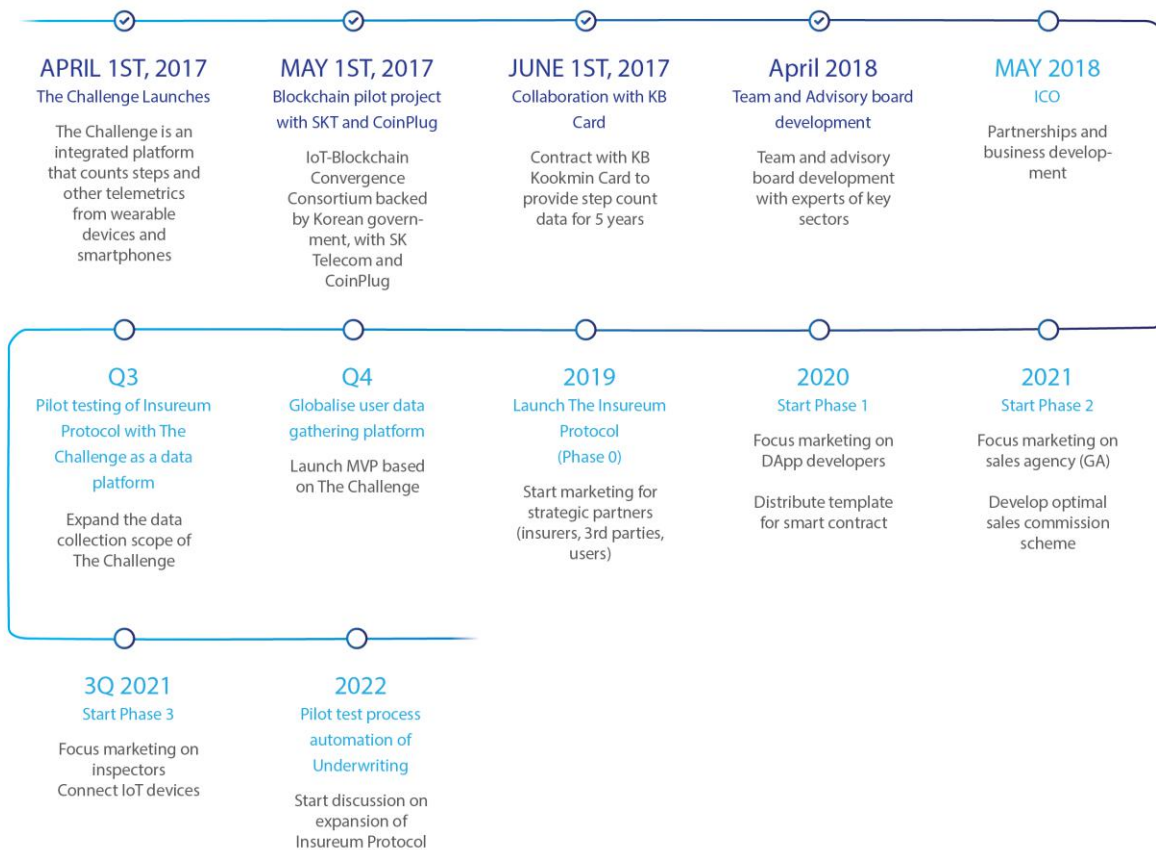 APRIL 1ST, 2017
The Challenge Launches
The Challenge is an
integrated platform
that counts steps and
other telemetrics
from wearable
devices and
smartphones
MAY 1ST, 2017
Blockchain pilot project
with SKT and CoinPlug
IoT-Blockchain
Convergence
Consortium backed
by Korean govern-
ment, with SK
Telecom and
CoinPlug
JUNE 1ST, 2017
Collaboration with KB
Card
Contract with KB
Kookmin Card to
provide step count
data for 5 years
April 2018
Team and Advisory board
development
Team and advisory
board development
with experts of key
sectors
MAY 2018
ICO
Partnerships and
business develop-
ment
Q3
Pilot testing of Insureum
Protocol with The
Challenge as a data
platform
Expand the data
collection scope of
The Challenge
Q4
Globalise user data
gathering platform
Launch MVP based
on The Challenge
2019
Launch The Insureum
Protocol
(Phase 0)
Start marketing for
strategic partners
(insurers, 3rd parties,
users)
2020
Start Phase 1
Focus marketing on
DApp developers
Distribute template
for smart contract
2021
Start Phase 2
Focus marketing on
sales agency (GA)
Develop optimal
sales commission
scheme
3Q 2021
Start Phase 3
Focus marketing on
inspectors
Connect IoT devices
2022
Pilot test process
automation of
Underwriting
Start discussion on
expansion of
Insureum Protocol